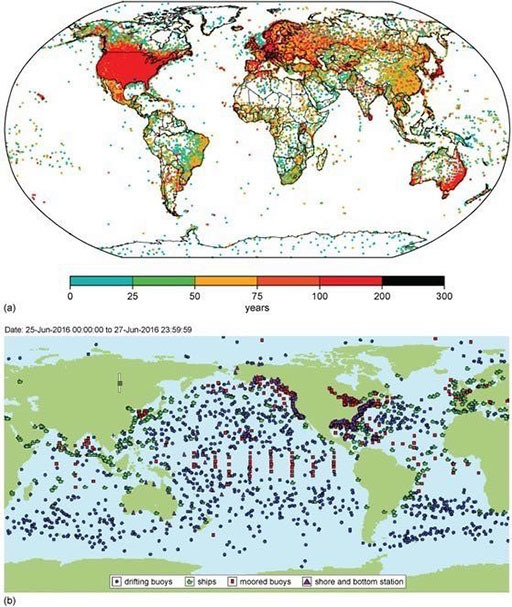 0 25 50 75 100 200 300
years
(a)
Date: 25-Jun-2016 00:00:00 to 27-Jun-2016 23:59:59
drifting buoys ships moored buoys shore and bottom station
(b)